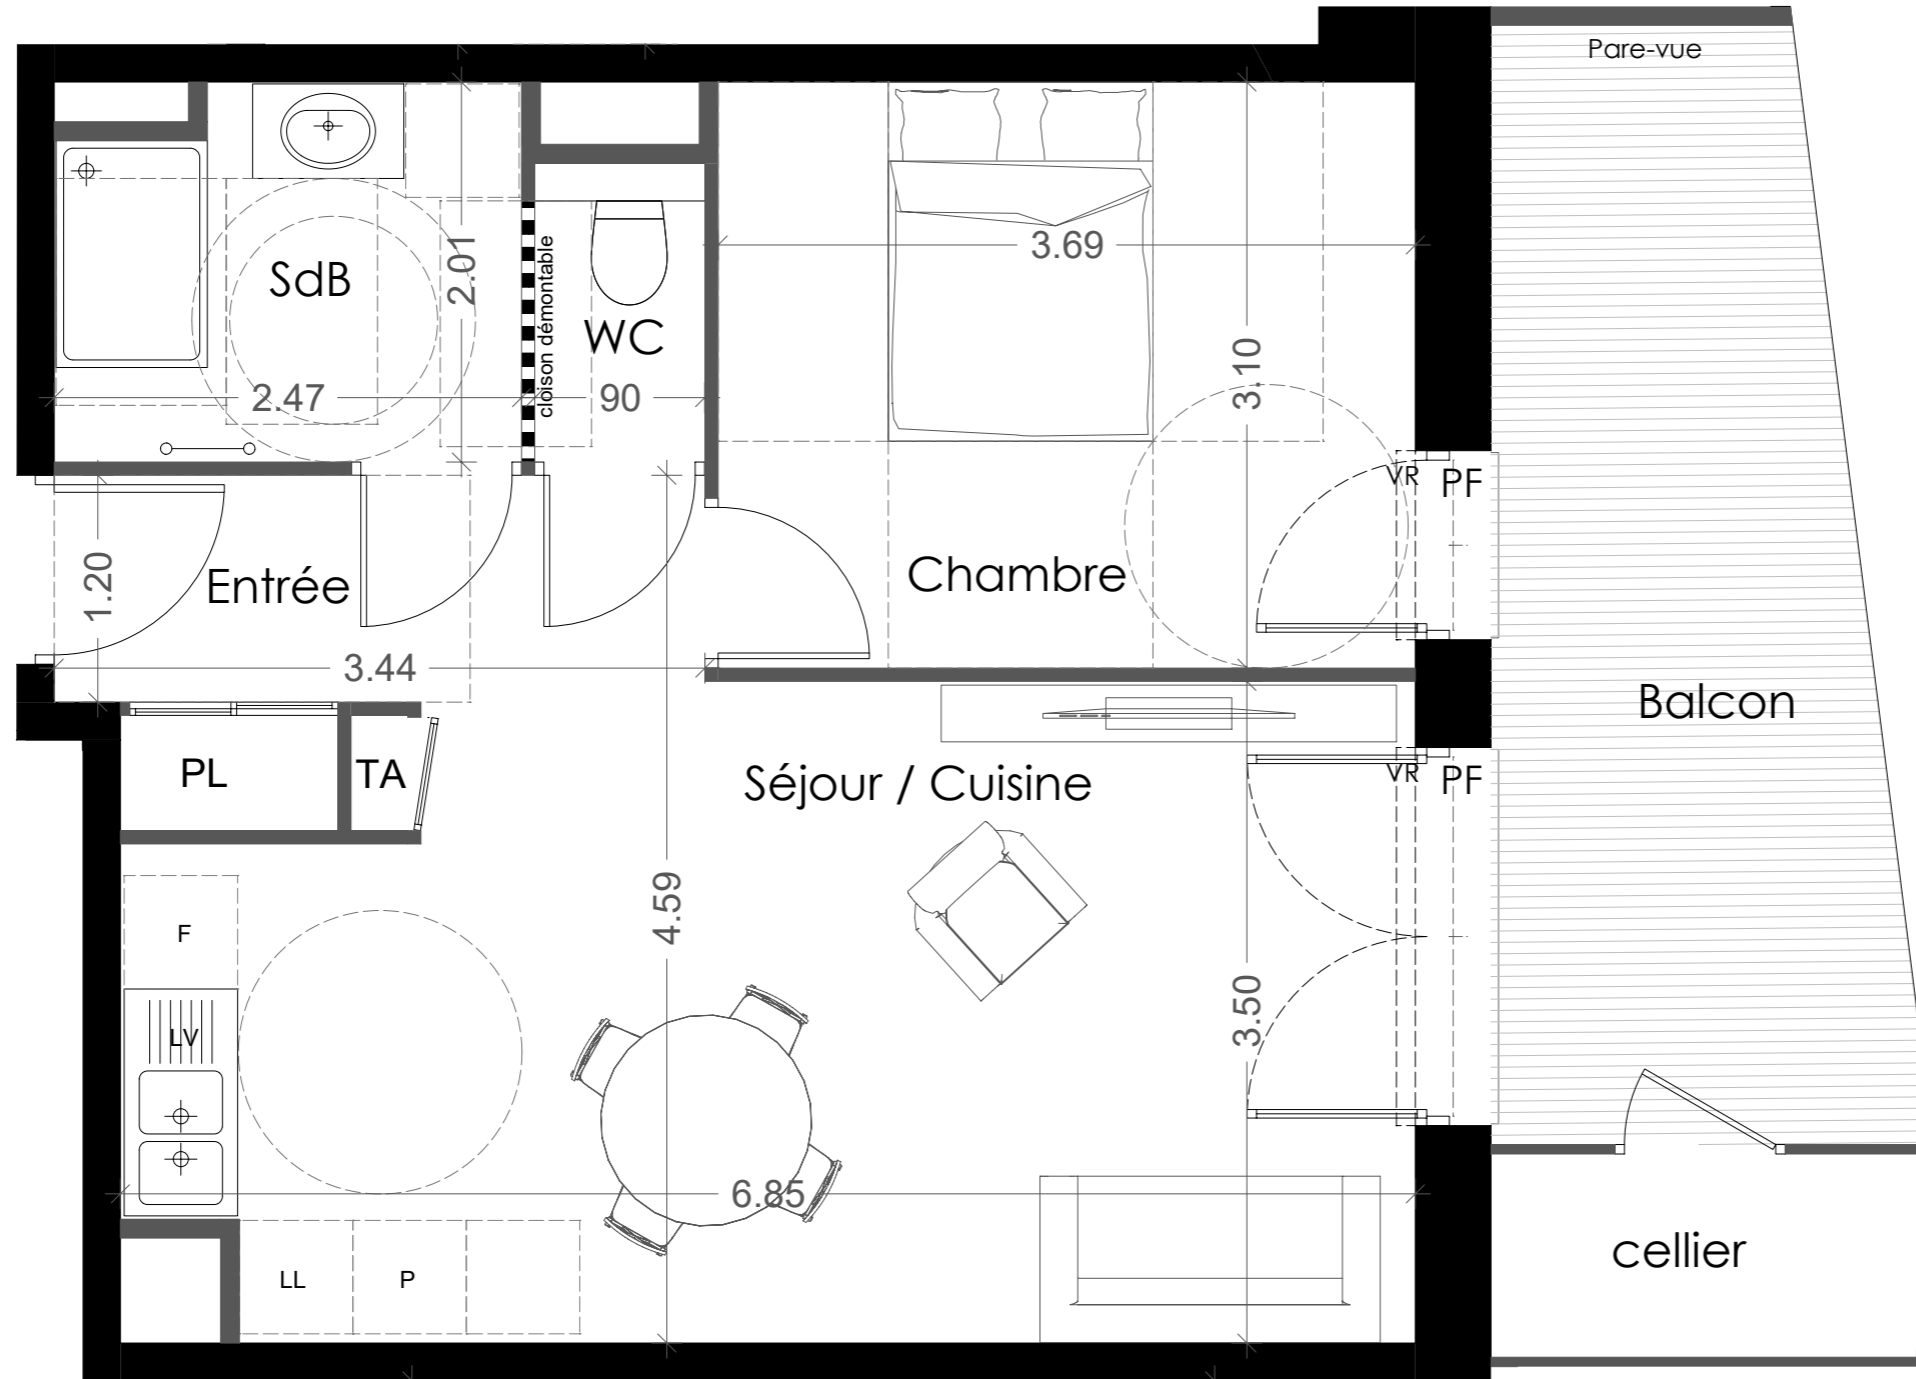 Pare-vue
SdB
2.01
cloison démontable
WC
3.69
3.10
2.47
90
VR
PF
1.20
Entrée
Chambre
3.44
Balcon
PL
TA
Séjour / Cuisine
VR
PF
F
4.59
LV
3.50
6.85
cellier
LL
P